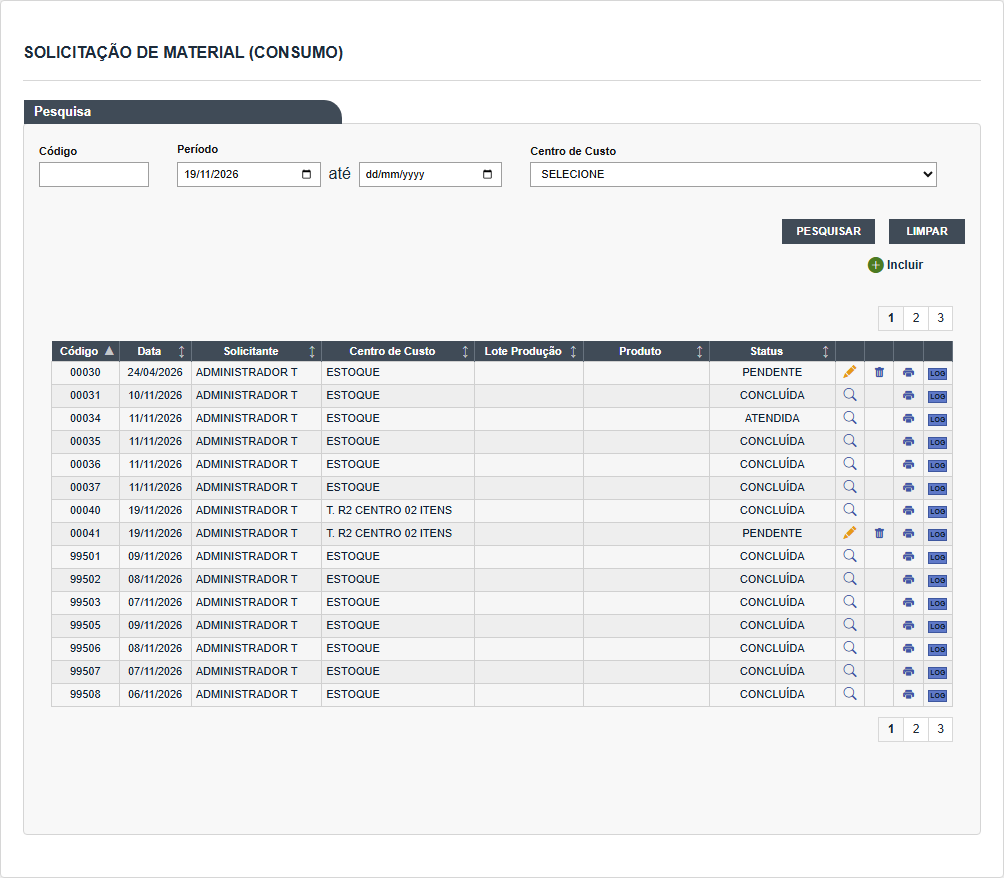 SOLICITAÇÃO DE MATERIAL (CONSUMO)
Pesquisa
Código Período Centro de Custo
19/11/2026 até dd/mm/yyyy SELECIONE
PESQUISAR LIMPAR
Incluir
1 2 3
Código Data Solicitante Centro de Custo Lote Produção Produto Status
00030 24/04/2026 ADMINISTRADOR T ESTOQUE PENDENTE LOG
00031 10/11/2026 ADMINISTRADOR T ESTOQUE CONCLUÍDA LOG
00034 11/11/2026 ADMINISTRADOR T ESTOQUE ATENDIDA LOG
00035 11/11/2026 ADMINISTRADOR T ESTOQUE CONCLUÍDA LOG
00036 11/11/2026 ADMINISTRADOR T ESTOQUE CONCLUÍDA LOG
00037 11/11/2026 ADMINISTRADOR T ESTOQUE CONCLUÍDA LOG
00040 19/11/2026 ADMINISTRADOR T T. R2 CENTRO 02 ITENS CONCLUÍDA LOG
00041 19/11/2026 ADMINISTRADOR T T. R2 CENTRO 02 ITENS PENDENTE LOG
99501 09/11/2026 ADMINISTRADOR T ESTOQUE CONCLUÍDA LOG
99502 08/11/2026 ADMINISTRADOR T ESTOQUE CONCLUÍDA LOG
99503 07/11/2026 ADMINISTRADOR T ESTOQUE CONCLUÍDA LOG
99505 09/11/2026 ADMINISTRADOR T ESTOQUE CONCLUÍDA LOG
99506 08/11/2026 ADMINISTRADOR T ESTOQUE CONCLUÍDA LOG
99507 07/11/2026 ADMINISTRADOR T ESTOQUE CONCLUÍDA LOG
99508 06/11/2026 ADMINISTRADOR T ESTOQUE CONCLUÍDA LOG
1 2 3